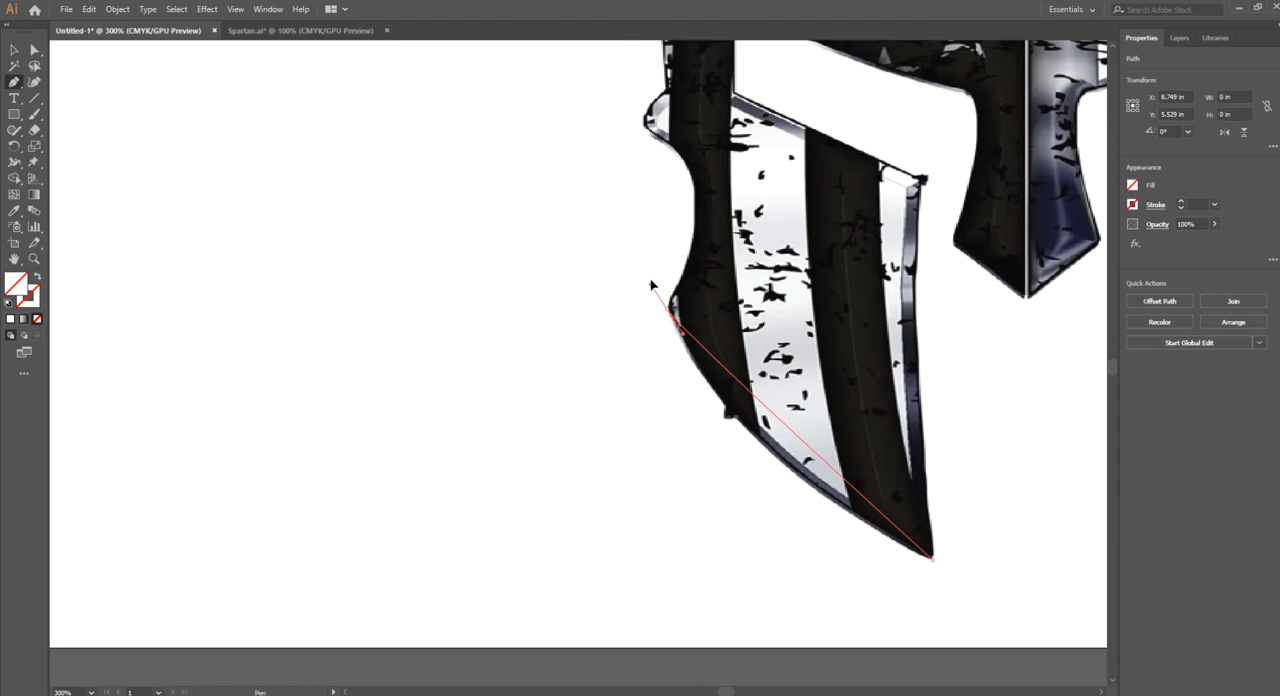 Ai File Edit Object Type Select Effect View Window Help Essentials Search Adobe Stock
Untitled-1* @ 300% (CMYK/GPU Preview) × Spartan.ai* @ 100% (CMYK/GPU Preview) ×
Properties Layers Libraries
Path
Transform
X: 8.749 in W: 0 in
Y: 5.529 in H: 0 in
0°
Appearance
Fill
Stroke
Opacity 100%
fx.
Quick Actions
Offset Path Join
Recolor Arrange
Start Global Edit
300% 1 Pen